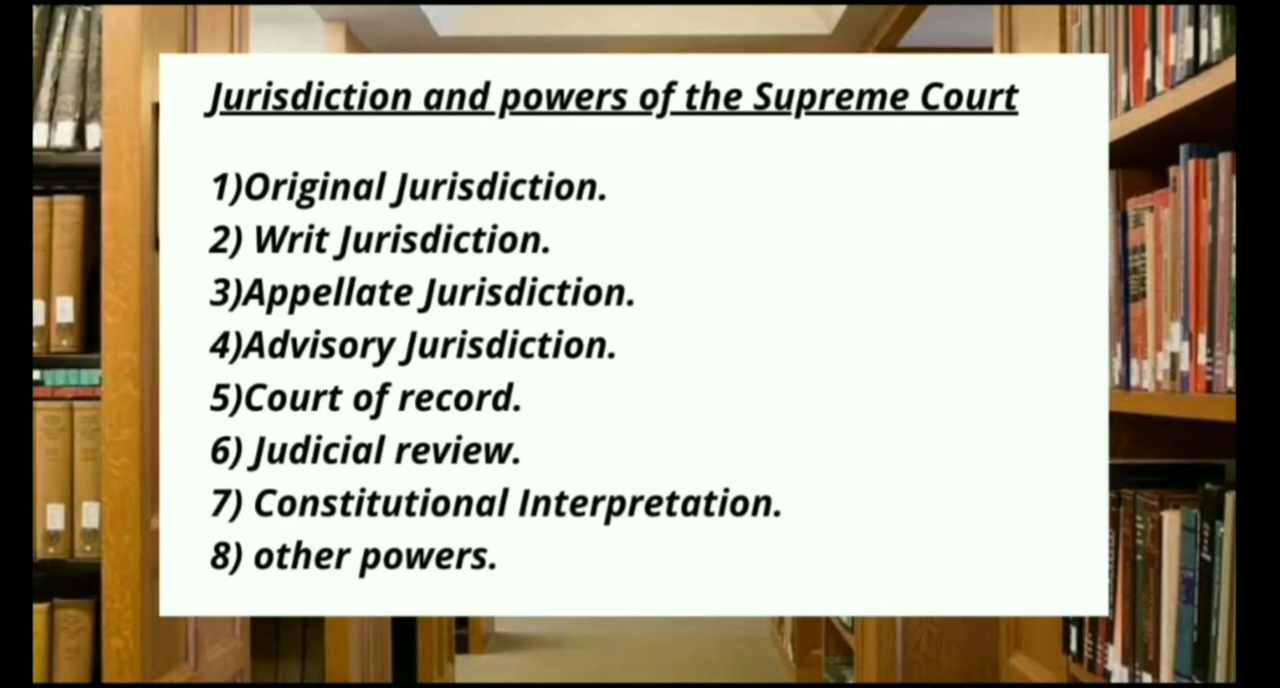 Jurisdiction and powers of the Supreme Court
1)Original Jurisdiction.
2) Writ Jurisdiction.
3)Appellate Jurisdiction.
4)Advisory Jurisdiction.
5)Court of record.
6) Judicial review.
7) Constitutional Interpretation.
8) other powers.